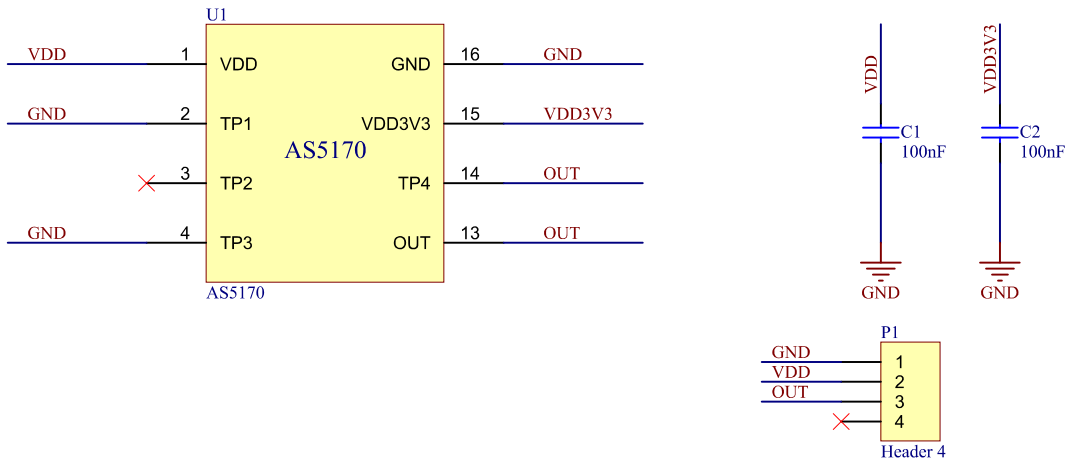 U1
VDD 1 VDD GND 16 GND
GND 2 TP1 VDD3V3 15 VDD3V3
AS5170
3 TP2 TP4 14 OUT
GND 4 TP3 OUT 13 OUT
AS5170
VDD
C1
100nF
GND
VDD3V3
C2
100nF
GND
P1
GND 1
VDD 2
OUT 3
4
Header 4